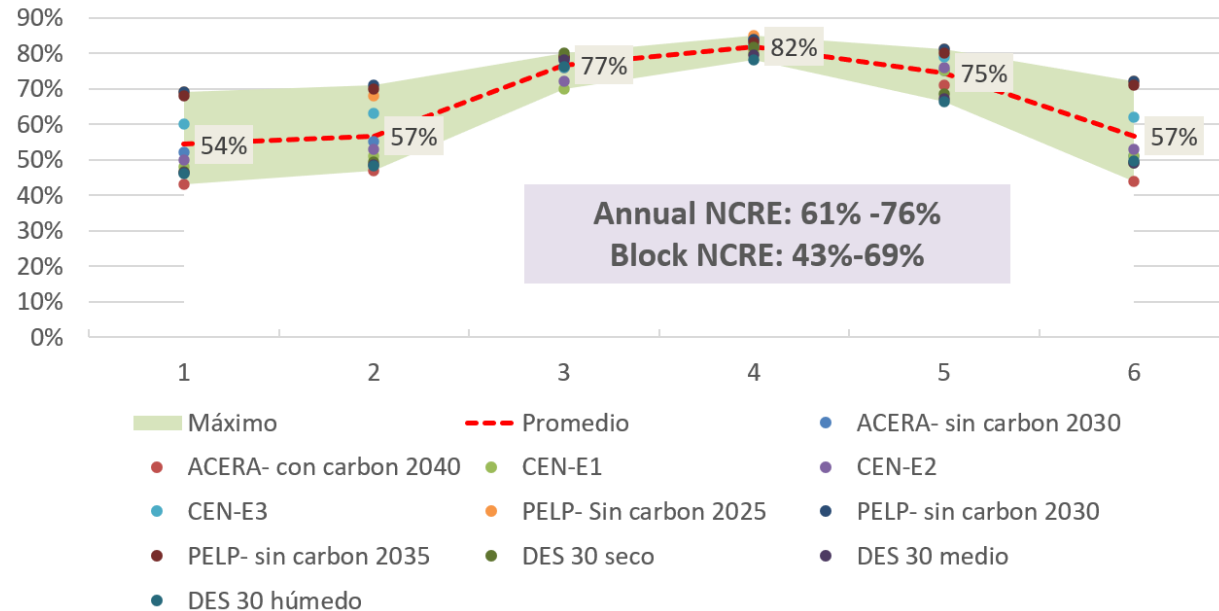 90%
80%
70%
60%
50%
40%
30%
20%
10%
0%
54%
57%
77%
82%
75%
57%
Annual NCRE: 61% -76%
Block NCRE: 43%-69%
1 2 3 4 5 6
Máximo Promedio ACERA- sin carbon 2030
ACERA- con carbon 2040 CEN-E1 CEN-E2
CEN-E3 PELP- Sin carbon 2025 PELP- sin carbon 2030
PELP- sin carbon 2035 DES 30 seco DES 30 medio
DES 30 húmedo